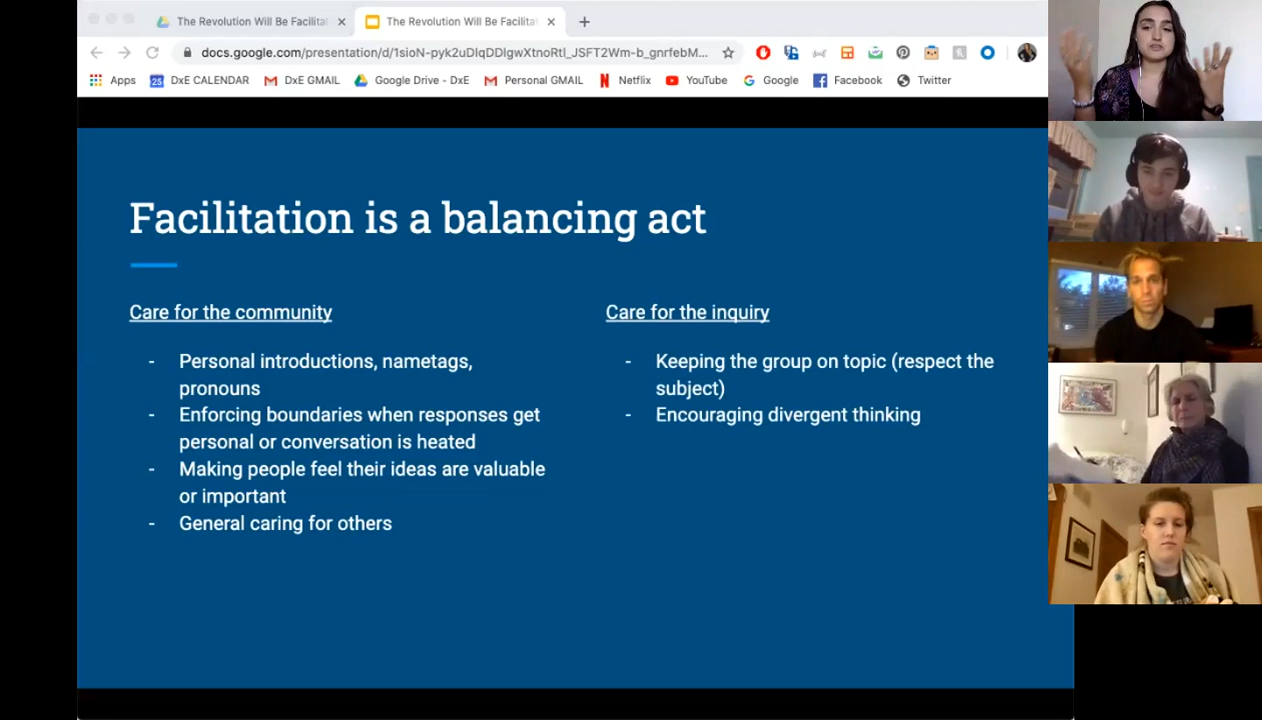 The Revolution Will Be Facilitat
The Revolution Will Be Facilitat
docs.google.com/presentation/d/1sioN-pyk2uDIqDDlgwXtnoRtI_JSFT2Wm-b_gnrfebM...
Apps
25
DxE CALENDAR
DxE GMAIL
Google Drive - DxE
Personal GMAIL
Netflix
YouTube
Google
Facebook
Twitter
Facilitation is a balancing act
Care for the community
- Personal introductions, nametags,
pronouns
- Enforcing boundaries when responses get
personal or conversation is heated
- Making people feel their ideas are valuable
or important
- General caring for others
Care for the inquiry
- Keeping the group on topic (respect the
subject)
- Encouraging divergent thinking